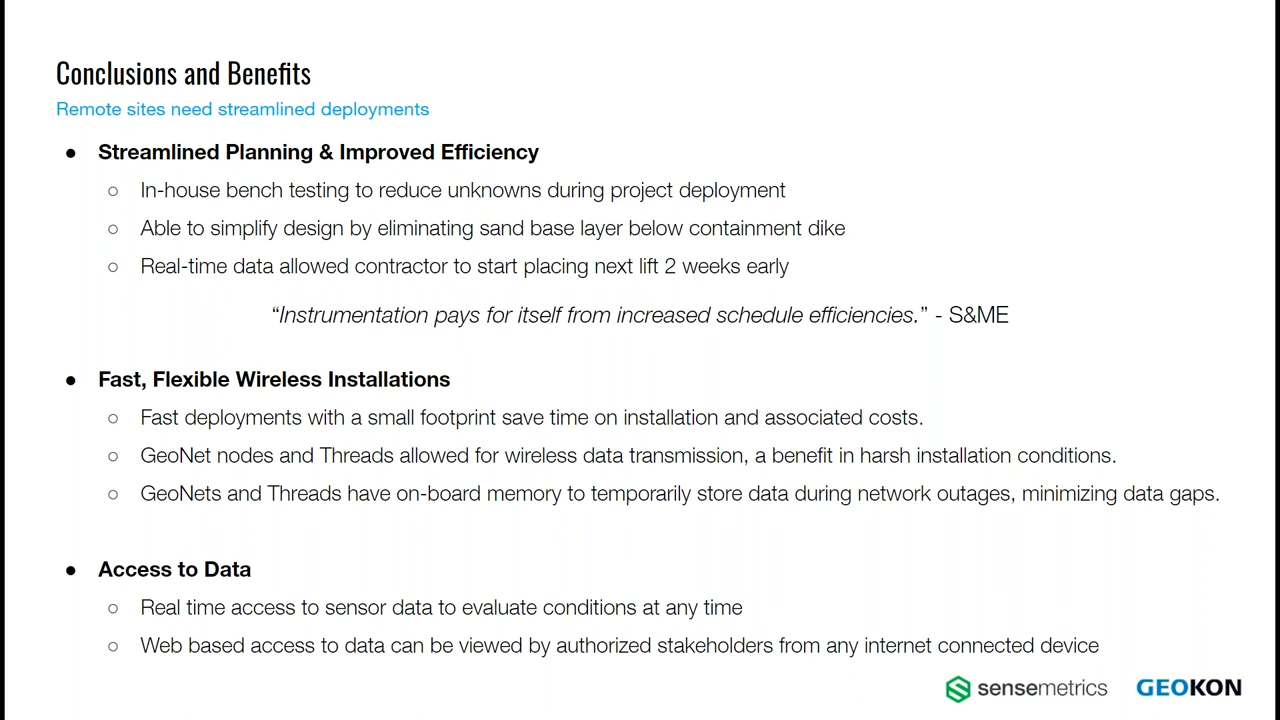 Conclusions and Benefits
Remote sites need streamlined deployments
● Streamlined Planning & Improved Efficiency
○ In-house bench testing to reduce unknowns during project deployment
○ Able to simplify design by eliminating sand base layer below containment dike
○ Real-time data allowed contractor to start placing next lift 2 weeks early
“Instrumentation pays for itself from increased schedule efficiencies.” - S&ME
● Fast, Flexible Wireless Installations
○ Fast deployments with a small footprint save time on installation and associated costs.
○ GeoNet nodes and Threads allowed for wireless data transmission, a benefit in harsh installation conditions.
○ GeoNets and Threads have on-board memory to temporarily store data during network outages, minimizing data gaps.
● Access to Data
○ Real time access to sensor data to evaluate conditions at any time
○ Web based access to data can be viewed by authorized stakeholders from any internet connected device
sensemetrics GEOKON